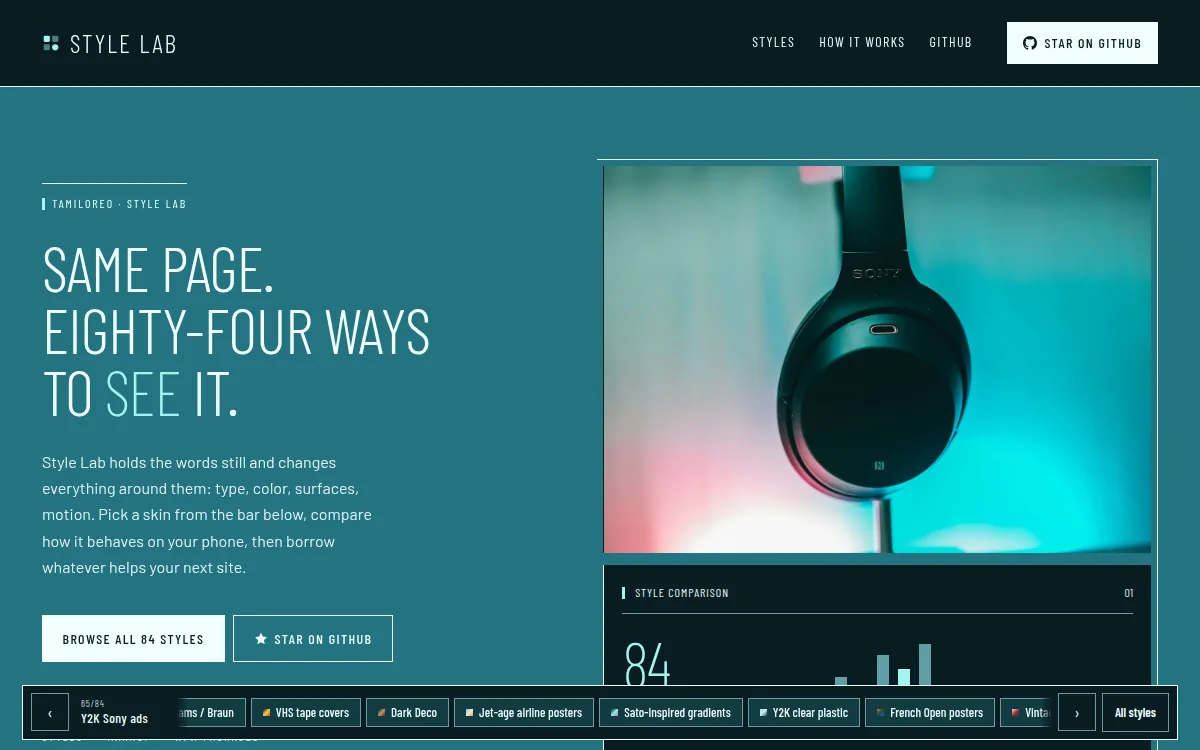 STYLE LAB
STYLES
HOW IT WORKS
GITHUB
STAR ON GITHUB
TAMILOREO · STYLE LAB
SAME PAGE.
EIGHTY-FOUR WAYS
TO SEE IT.
Style Lab holds the words still and changes
everything around them: type, color, surfaces,
motion. Pick a skin from the bar below, compare
how it behaves on your phone, then borrow
whatever helps your next site.
BROWSE ALL 84 STYLES
STAR ON GITHUB
SONY
STYLE COMPARISON
01
84
‹
65/84
Y2K Sony ads
ams / Braun
VHS tape covers
Dark Deco
Jet-age airline posters
Sato-inspired gradients
Y2K clear plastic
French Open posters
Vinta
›
All styles